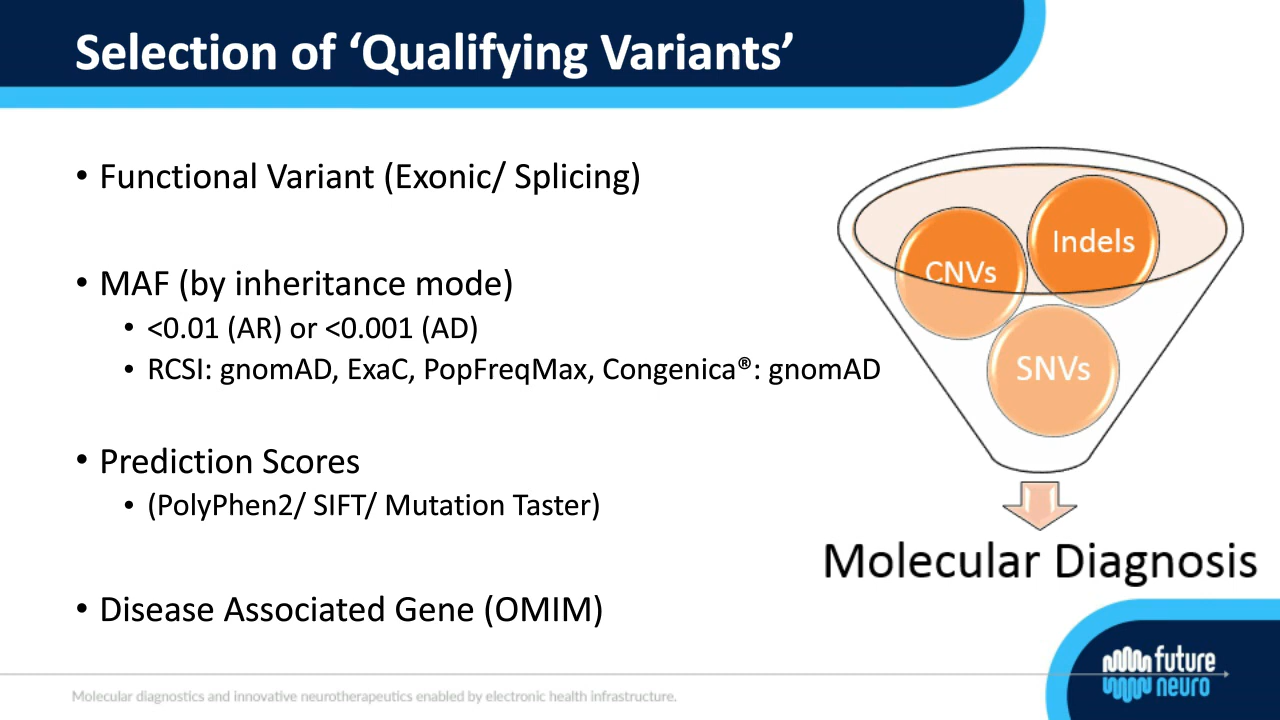 Selection of ‘Qualifying Variants’
• Functional Variant (Exonic/ Splicing)
• MAF (by inheritance mode)
• <0.01 (AR) or <0.001 (AD)
• RCSI: gnomAD, ExaC, PopFreqMax, Congenica®: gnomAD
• Prediction Scores
• (PolyPhen2/ SIFT/ Mutation Taster)
• Disease Associated Gene (OMIM)
Indels
CNVs
SNVs
Molecular Diagnosis
future
neuro
Molecular diagnostics and innovative neurotherapeutics enabled by electronic health infrastructure.